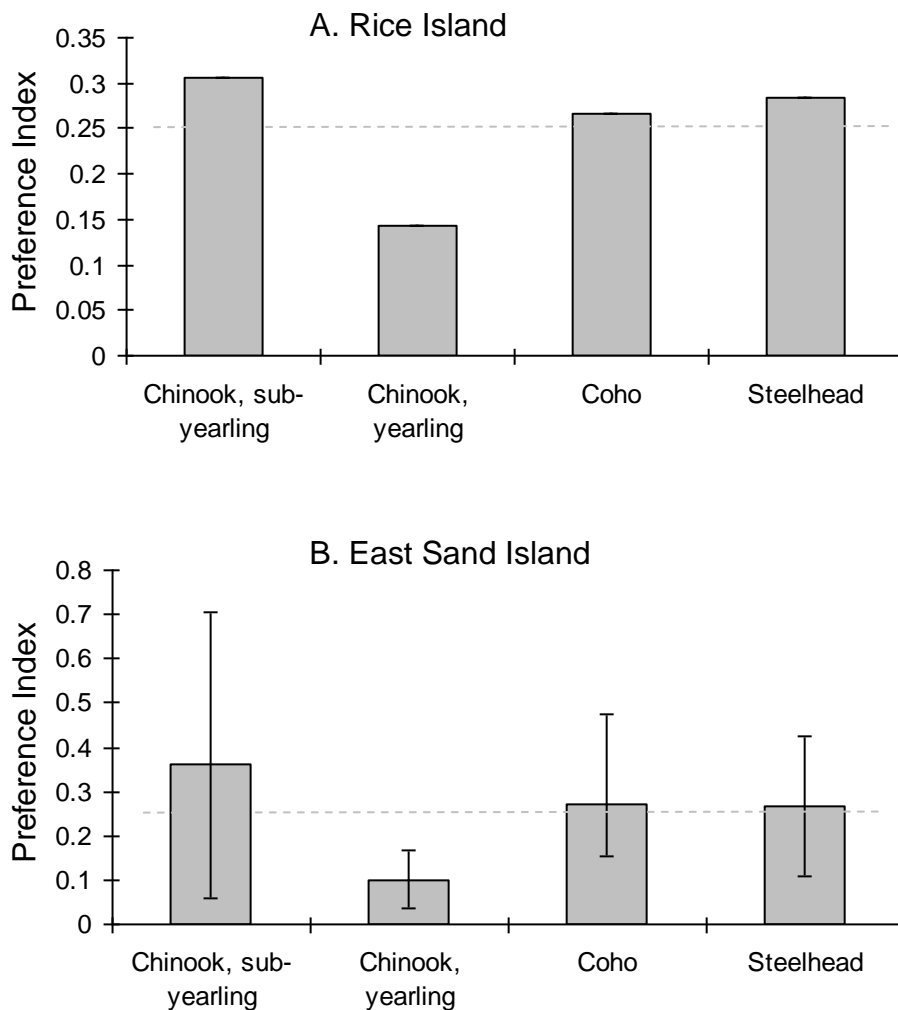 A. Rice Island
Preference Index
0.35
0.3
0.25
0.2
0.15
0.1
0.05
0
Chinook, sub-
yearling
Chinook,
yearling
Coho
Steelhead
B. East Sand Island
Preference Index
0.8
0.7
0.6
0.5
0.4
0.3
0.2
0.1
0
Chinook, sub-
yearling
Chinook,
yearling
Coho
Steelhead